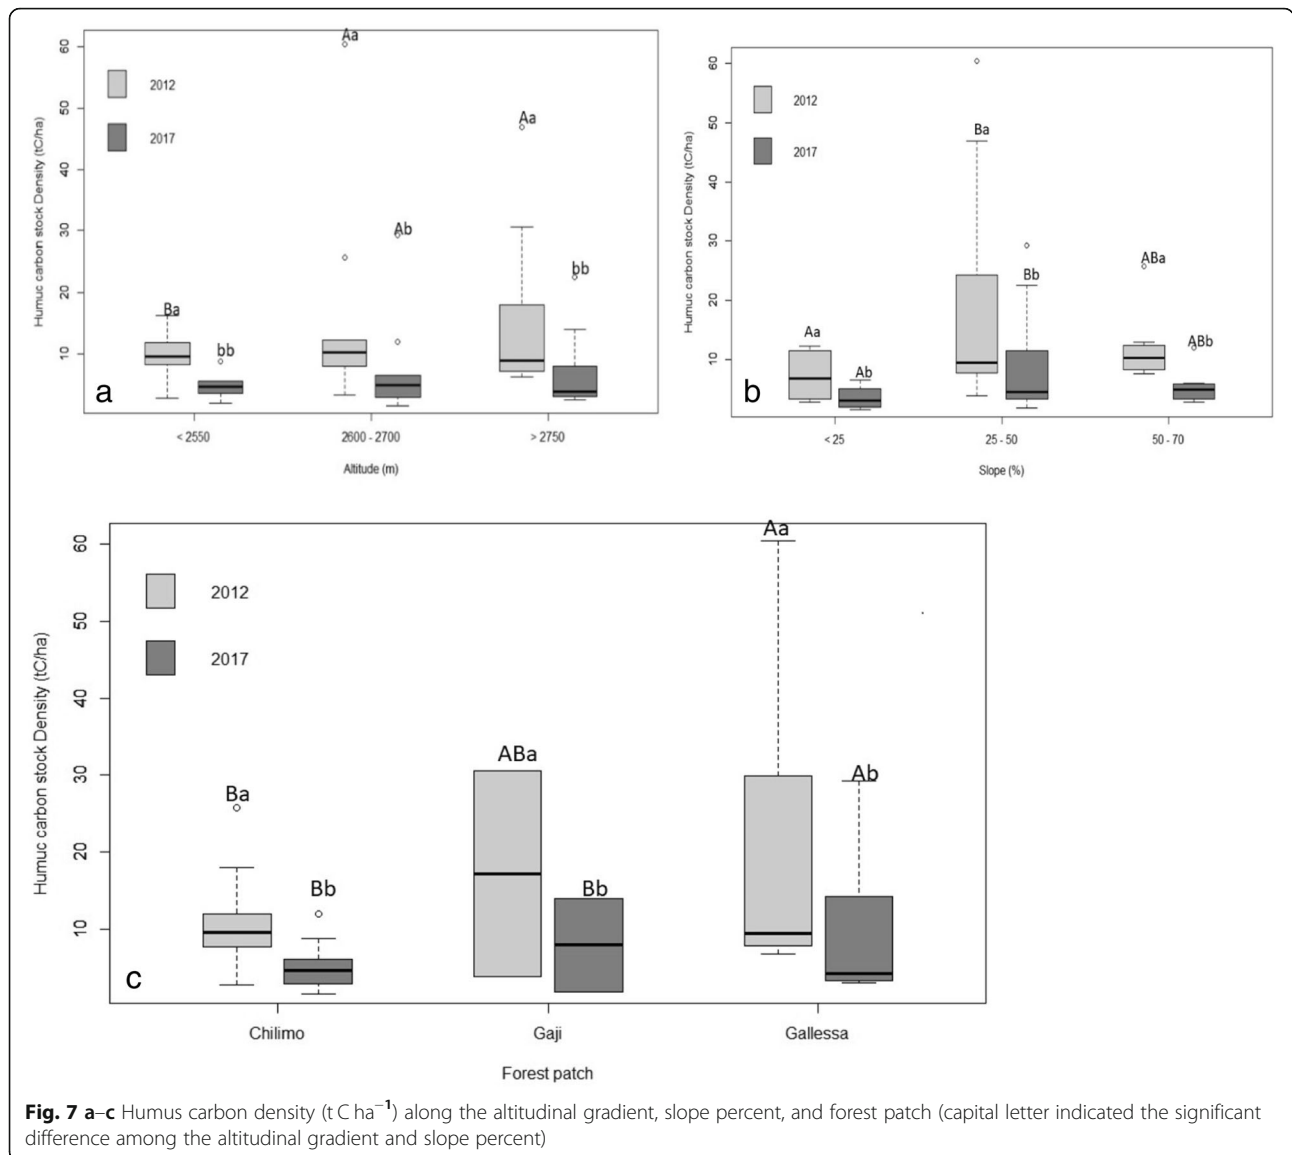 60
50
40
30
20
10
Humuc carbon stock Density (tC/ha)
2012
2017
Ba
bb
Aa
Ab
Aa
bb
a
< 2550
2600 - 2700
> 2750
Altitude (m)
60
50
40
30
20
10
Humuc carbon stock Density (tC/ha)
2012
2017
Aa
Ab
Ba
Bb
ABa
ABb
b
< 25
25 - 50
50 - 70
Slope (%)
60
50
40
30
20
10
Humuc carbon stock Density (tC/ha)
2012
2017
Ba
Bb
ABa
Bb
Aa
Ab
c
Chilimo
Gaji
Gallessa
Forest patch
Fig. 7 a–c Humus carbon density (t C ha⁻¹) along the altitudinal gradient, slope percent, and forest patch (capital letter indicated the significant
difference among the altitudinal gradient and slope percent)